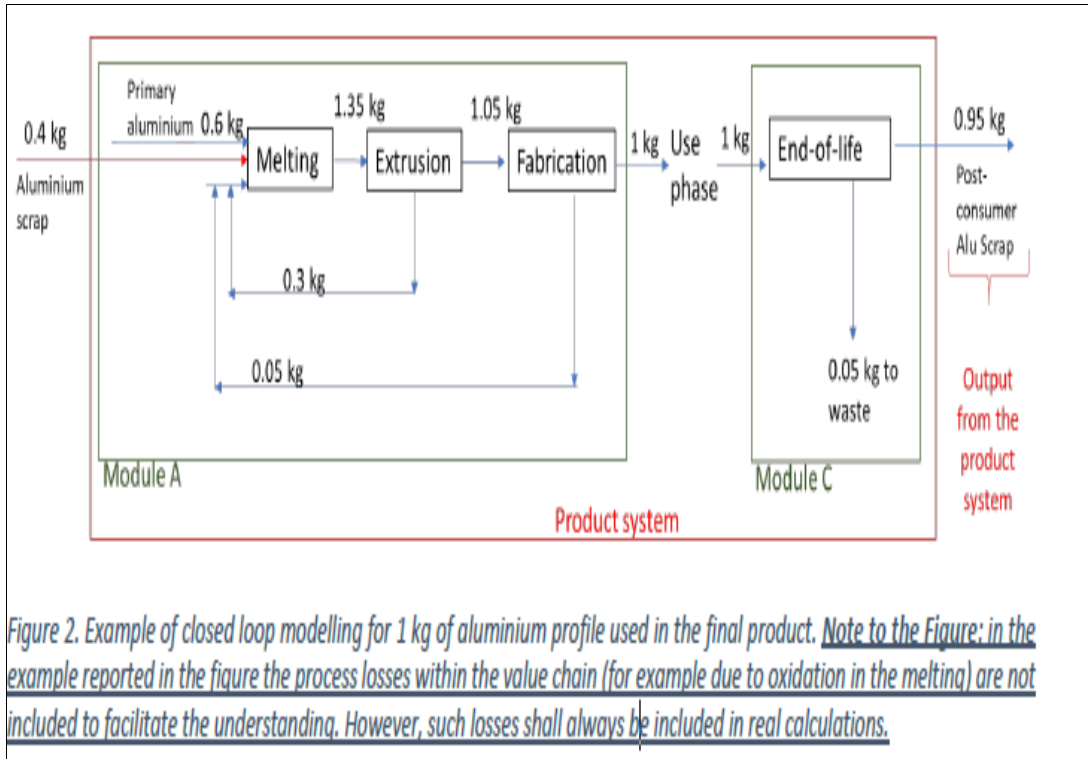 0.4 kg
Aluminium
scrap
Primary
aluminium
0.6 kg
Melting
1.35 kg
Extrusion
1.05 kg
Fabrication
1 kg
Use
phase
1 kg
End-of-life
0.95 kg
Post-
consumer
Alu Scrap
0.3 kg
0.05 kg
0.05 kg to
waste
Output
from the
product
system
Module A
Module C
Product system
Figure 2. Example of closed loop modelling for 1 kg of aluminium profile used in the final product. Note to the Figure: in the
example reported in the figure the process losses within the value chain (for example due to oxidation in the melting) are not
included to facilitate the understanding. However, such losses shall always be included in real calculations.